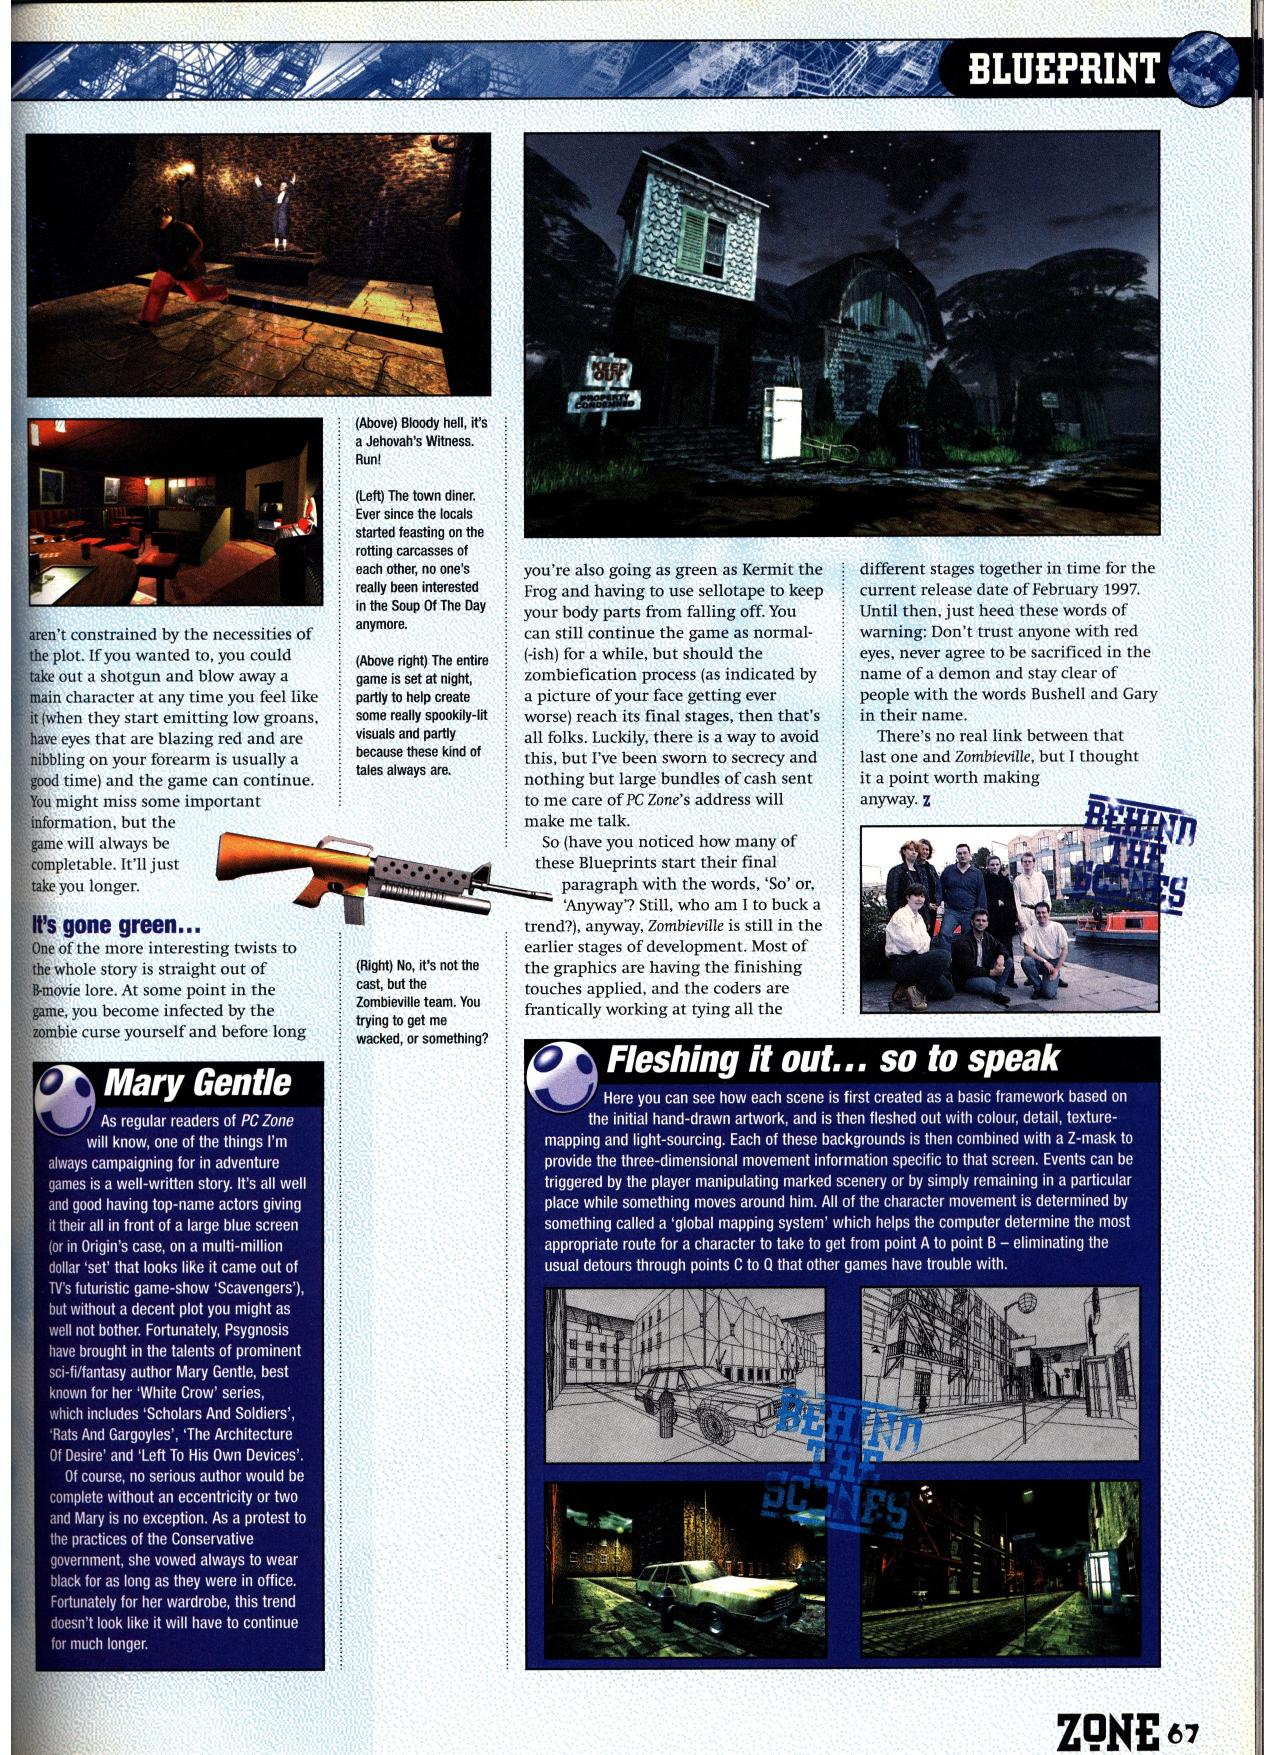 BLUEPRINT
KEEP
OUT
PROPERTY
CONDEMNED
(Above) Bloody hell, it's
a Jehovah's Witness.
Run!
(Left) The town diner.
Ever since the locals
started feasting on the
rotting carcasses of
each other, no one's
really been interested
in the Soup Of The Day
anymore.
(Above right) The entire
game is set at night,
partly to help create
some really spookily-lit
visuals and partly
because these kind of
tales always are.
aren't constrained by the necessities of
the plot. If you wanted to, you could
take out a shotgun and blow away a
main character at any time you feel like
it (when they start emitting low groans,
have eyes that are blazing red and are
nibbling on your forearm is usually a
good time) and the game can continue.
You might miss some important
information, but the
game will always be
completable. It'll just
take you longer.
It's gone green...
One of the more interesting twists to
the whole story is straight out of
B-movie lore. At some point in the
game, you become infected by the
zombie curse yourself and before long
you're also going as green as Kermit the
Frog and having to use sellotape to keep
your body parts from falling off. You
can still continue the game as normal-
(-ish) for a while, but should the
zombiefication process (as indicated by
a picture of your face getting ever
worse) reach its final stages, then that's
all folks. Luckily, there is a way to avoid
this, but I've been sworn to secrecy and
nothing but large bundles of cash sent
to me care of PC Zone's address will
make me talk.
So (have you noticed how many of
these Blueprints start their final
paragraph with the words, 'So' or,
'Anyway'? Still, who am I to buck a
trend?), anyway, Zombieville is still in the
earlier stages of development. Most of
the graphics are having the finishing
touches applied, and the coders are
frantically working at tying all the
different stages together in time for the
current release date of February 1997.
Until then, just heed these words of
warning: Don't trust anyone with red
eyes, never agree to be sacrificed in the
name of a demon and stay clear of
people with the words Bushell and Gary
in their name.
There's no real link between that
last one and Zombieville, but I thought
it a point worth making
anyway. Z
BEHIND
THE
SCENES
(Right) No, it's not the
cast, but the
Zombieville team. You
trying to get me
wacked, or something?
Mary Gentle
As regular readers of PC Zone
will know, one of the things I'm
always campaigning for in adventure
games is a well-written story. It's all well
and good having top-name actors giving
it their all in front of a large blue screen
(or in Origin's case, on a multi-million
dollar 'set' that looks like it came out of
TV's futuristic game-show 'Scavengers'),
but without a decent plot you might as
well not bother. Fortunately, Psygnosis
have brought in the talents of prominent
sci-fi/fantasy author Mary Gentle, best
known for her 'White Crow' series,
which includes 'Scholars And Soldiers',
'Rats And Gargoyles', 'The Architecture
Of Desire' and 'Left To His Own Devices'.
Of course, no serious author would be
complete without an eccentricity or two
and Mary is no exception. As a protest to
the practices of the Conservative
government, she vowed always to wear
black for as long as they were in office.
Fortunately for her wardrobe, this trend
doesn't look like it will have to continue
for much longer.
Fleshing it out... so to speak
Here you can see how each scene is first created as a basic framework based on
the initial hand-drawn artwork, and is then fleshed out with colour, detail, texture-
mapping and light-sourcing. Each of these backgrounds is then combined with a Z-mask to
provide the three-dimensional movement information specific to that screen. Events can be
triggered by the player manipulating marked scenery or by simply remaining in a particular
place while something moves around him. All of the character movement is determined by
something called a 'global mapping system' which helps the computer determine the most
appropriate route for a character to take to get from point A to point B – eliminating the
usual detours through points C to Q that other games have trouble with.
BEHIND
THE
SCENES
ZONE 67